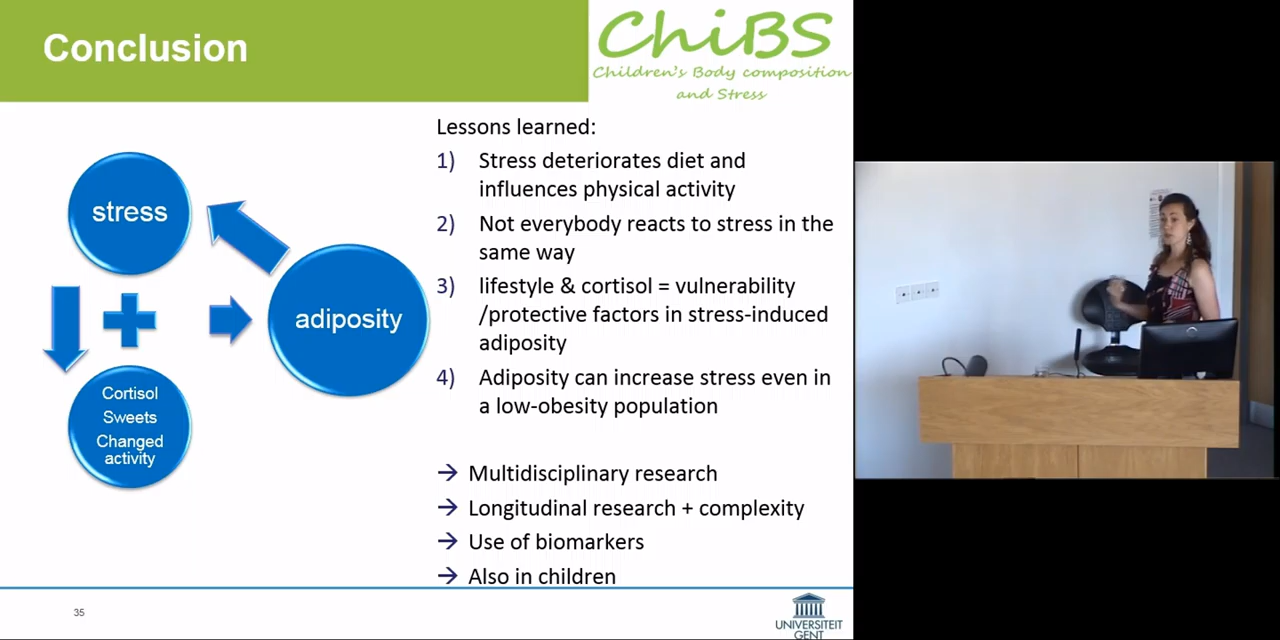 Conclusion
ChiBS
Children's Body composition
and Stress
stress
adiposity
Cortisol
Sweets
Changed
activity
Lessons learned:
1) Stress deteriorates diet and
influences physical activity
2) Not everybody reacts to stress in the
same way
3) lifestyle & cortisol = vulnerability
/protective factors in stress-induced
adiposity
4) Adiposity can increase stress even in
a low-obesity population
→ Multidisciplinary research
→ Longitudinal research + complexity
→ Use of biomarkers
→ Also in children
35
UNIVERSITEIT
GENT